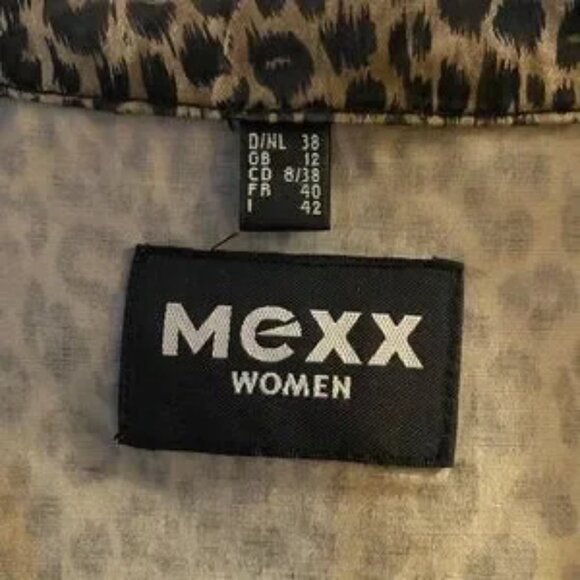 D/NL 38
GB 12
CD 8/38
FR 40
I 42
Mexx
WOMEN